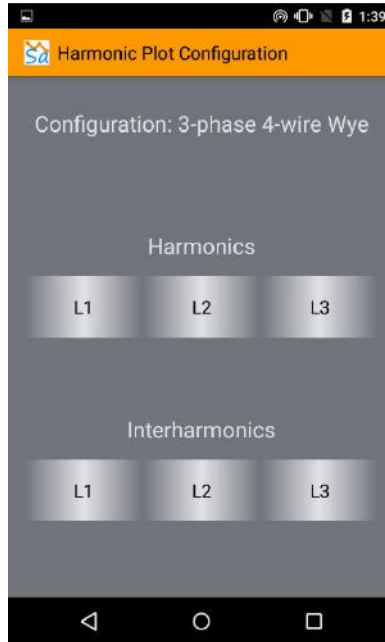 1:39
Sa Harmonic Plot Configuration
Configuration: 3-phase 4-wire Wye
Harmonics
L1 L2 L3
Interharmonics
L1 L2 L3